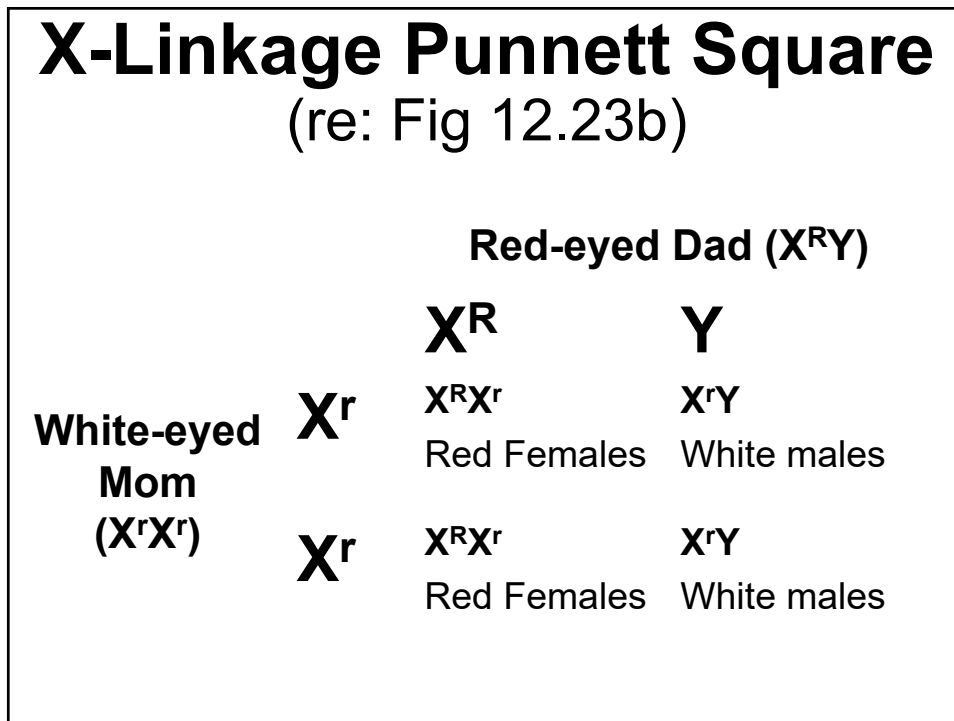 X-Linkage Punnett Square
(re: Fig 12.23b)
Red-eyed Dad (XᴿY)
Xᴿ Y
White-eyed
Mom
(XʳXʳ)
Xʳ XᴿXʳ XʳY
Red Females White males
Xʳ XᴿXʳ XʳY
Red Females White males